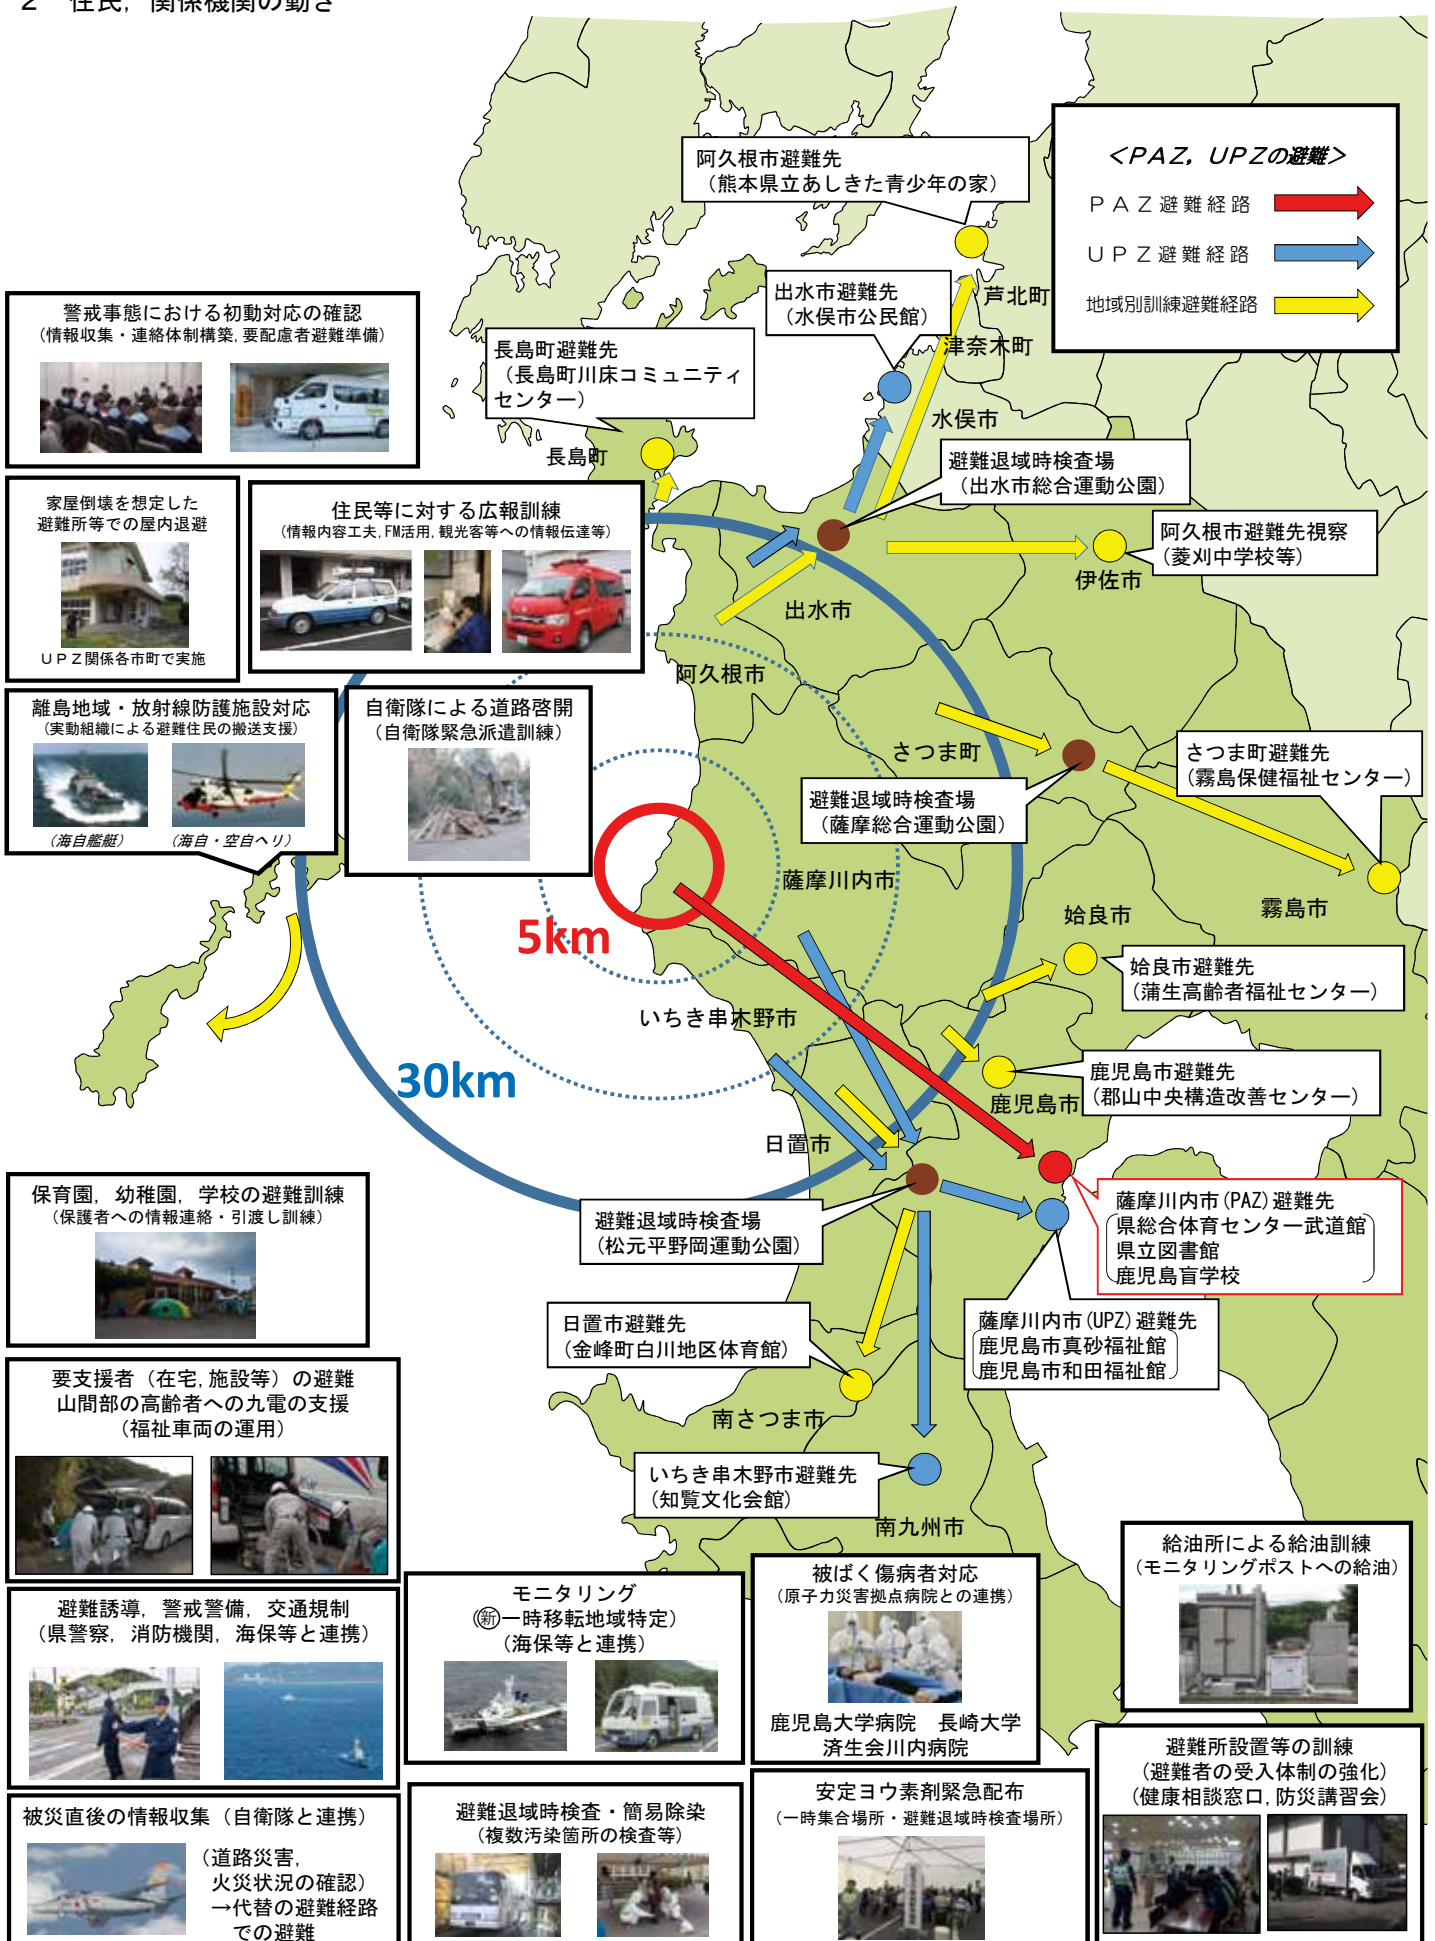 2　住民，関係機関の動き
＜PAZ，UPZの避難＞
ＰＡＺ避難経路
ＵＰＺ避難経路
地域別訓練避難経路
阿久根市避難先
（熊本県立あしきた青少年の家）
芦北町
出水市避難先
（水俣市公民館）
津奈木町
水俣市
長島町避難先
（長島町川床コミュニティ
センター）
長島町
避難退域時検査場
（出水市総合運動公園）
阿久根市避難先視察
（菱刈中学校等）
伊佐市
出水市
阿久根市
警戒事態における初動対応の確認
（情報収集・連絡体制構築，要配慮者避難準備）
家屋倒壊を想定した
避難所等での屋内退避
ＵＰＺ関係各市町で実施
住民等に対する広報訓練
（情報内容工夫，FM活用，観光客等への情報伝達等）
離島地域・放射線防護施設対応
（実動組織による避難住民の搬送支援）
（海自艦艇）
（海自・空自ヘリ）
自衛隊による道路啓開
（自衛隊緊急派遣訓練）
さつま町
避難退域時検査場
（薩摩総合運動公園）
さつま町避難先
（霧島保健福祉センター）
霧島市
薩摩川内市
5km
30km
姶良市
姶良市避難先
（蒲生高齢者福祉センター）
いちき串木野市
鹿児島市避難先
（郡山中央構造改善センター）
鹿児島市
日置市
避難退域時検査場
（松元平野岡運動公園）
薩摩川内市（PAZ）避難先
県総合体育センター武道館
県立図書館
鹿児島盲学校
薩摩川内市（UPZ）避難先
鹿児島市真砂福祉館
鹿児島市和田福祉館
日置市避難先
（金峰町白川地区体育館）
南さつま市
いちき串木野市避難先
（知覧文化会館）
南九州市
保育園，幼稚園，学校の避難訓練
（保護者への情報連絡・引渡し訓練）
要支援者（在宅，施設等）の避難
山間部の高齢者への九電の支援
（福祉車両の運用）
避難誘導，警戒警備，交通規制
（県警察，消防機関，海保等と連携）
被災直後の情報収集（自衛隊と連携）
（道路災害，
火災状況の確認）
→代替の避難経路
での避難
モニタリング
（㊟新一時移転地域特定）
（海保等と連携）
避難退域時検査・簡易除染
（複数汚染箇所の検査等）
被ばく傷病者対応
（原子力災害拠点病院との連携）
鹿児島大学病院　長崎大学
済生会川内病院
安定ヨウ素剤緊急配布
（一時集合場所・避難退域時検査場所）
給油所による給油訓練
（モニタリングポストへの給油）
避難所設置等の訓練
（避難者の受入体制の強化）
（健康相談窓口，防災講習会）